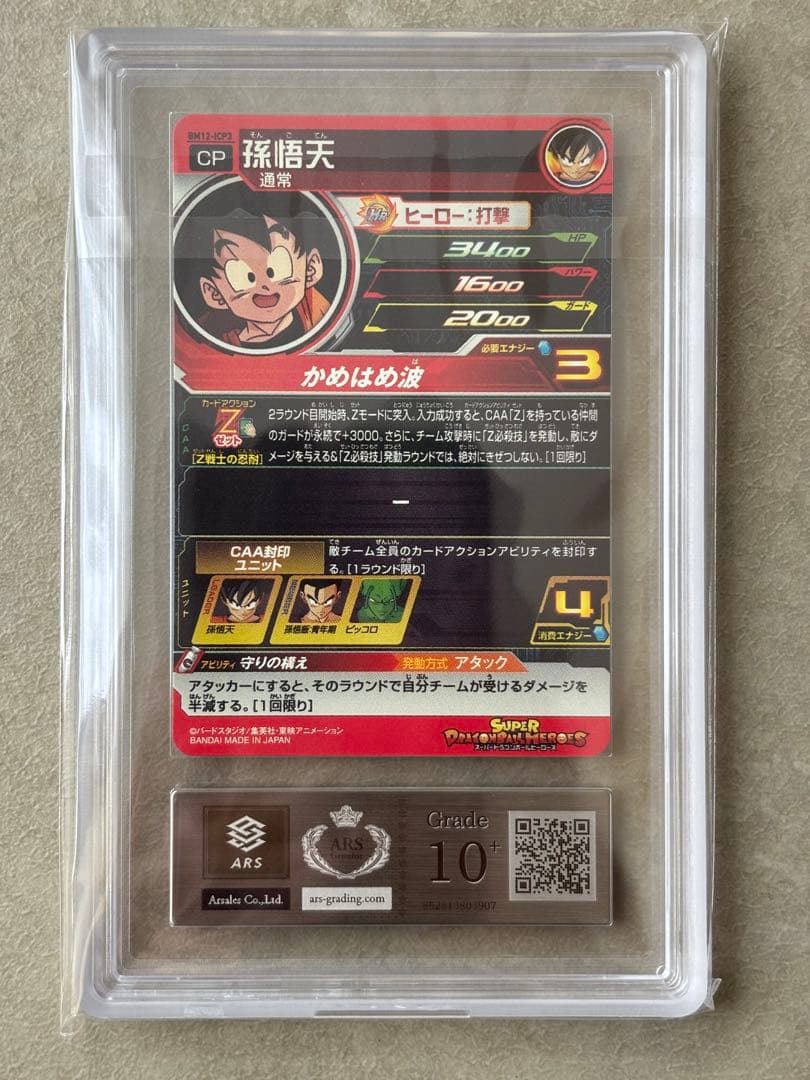 BM12-ICP3
CP
孫悟天
そん ご てん
通常
HR
ヒーロー:打撃
3400
HP
1600
パワー
2000
ガード
必要エナジー
3
かめはめ波
は
カードアクション
Z
ゼット
[Z戦士の忍耐]
CAA
2ラウンド目開始時、Zモードに突入。入力成功すると、CAA「Z」を持っている仲間
のガードが永続で+3000。さらに、チーム攻撃時に「Z必殺技」を発動し、敵にダ
メージを与える&「Z必殺技」発動ラウンドでは、絶対にきぜつしない。[1回限り]
ー
ユニット
CAA封印
ユニット
敵チーム全員のカードアクションアビリティを封印す
る。[1ラウンド限り]
LEADER
孫悟天
MEMBER
孫悟飯:青年期
ピッコロ
4
消費エナジー
アビリティ 守りの構え
発動方式 アタック
アタッカーにすると、そのラウンドで自分チームが受けるダメージを
半減する。[1回限り]
©バードスタジオ/集英社・東映アニメーション
BANDAI MADE IN JAPAN
SUPER
DRAGONBALL HEROES
スーパードラゴンボールヒーローズ
ARS
Arsales Co.,Ltd.
ARS
Genuine
ars-grading.com
Grade
10+